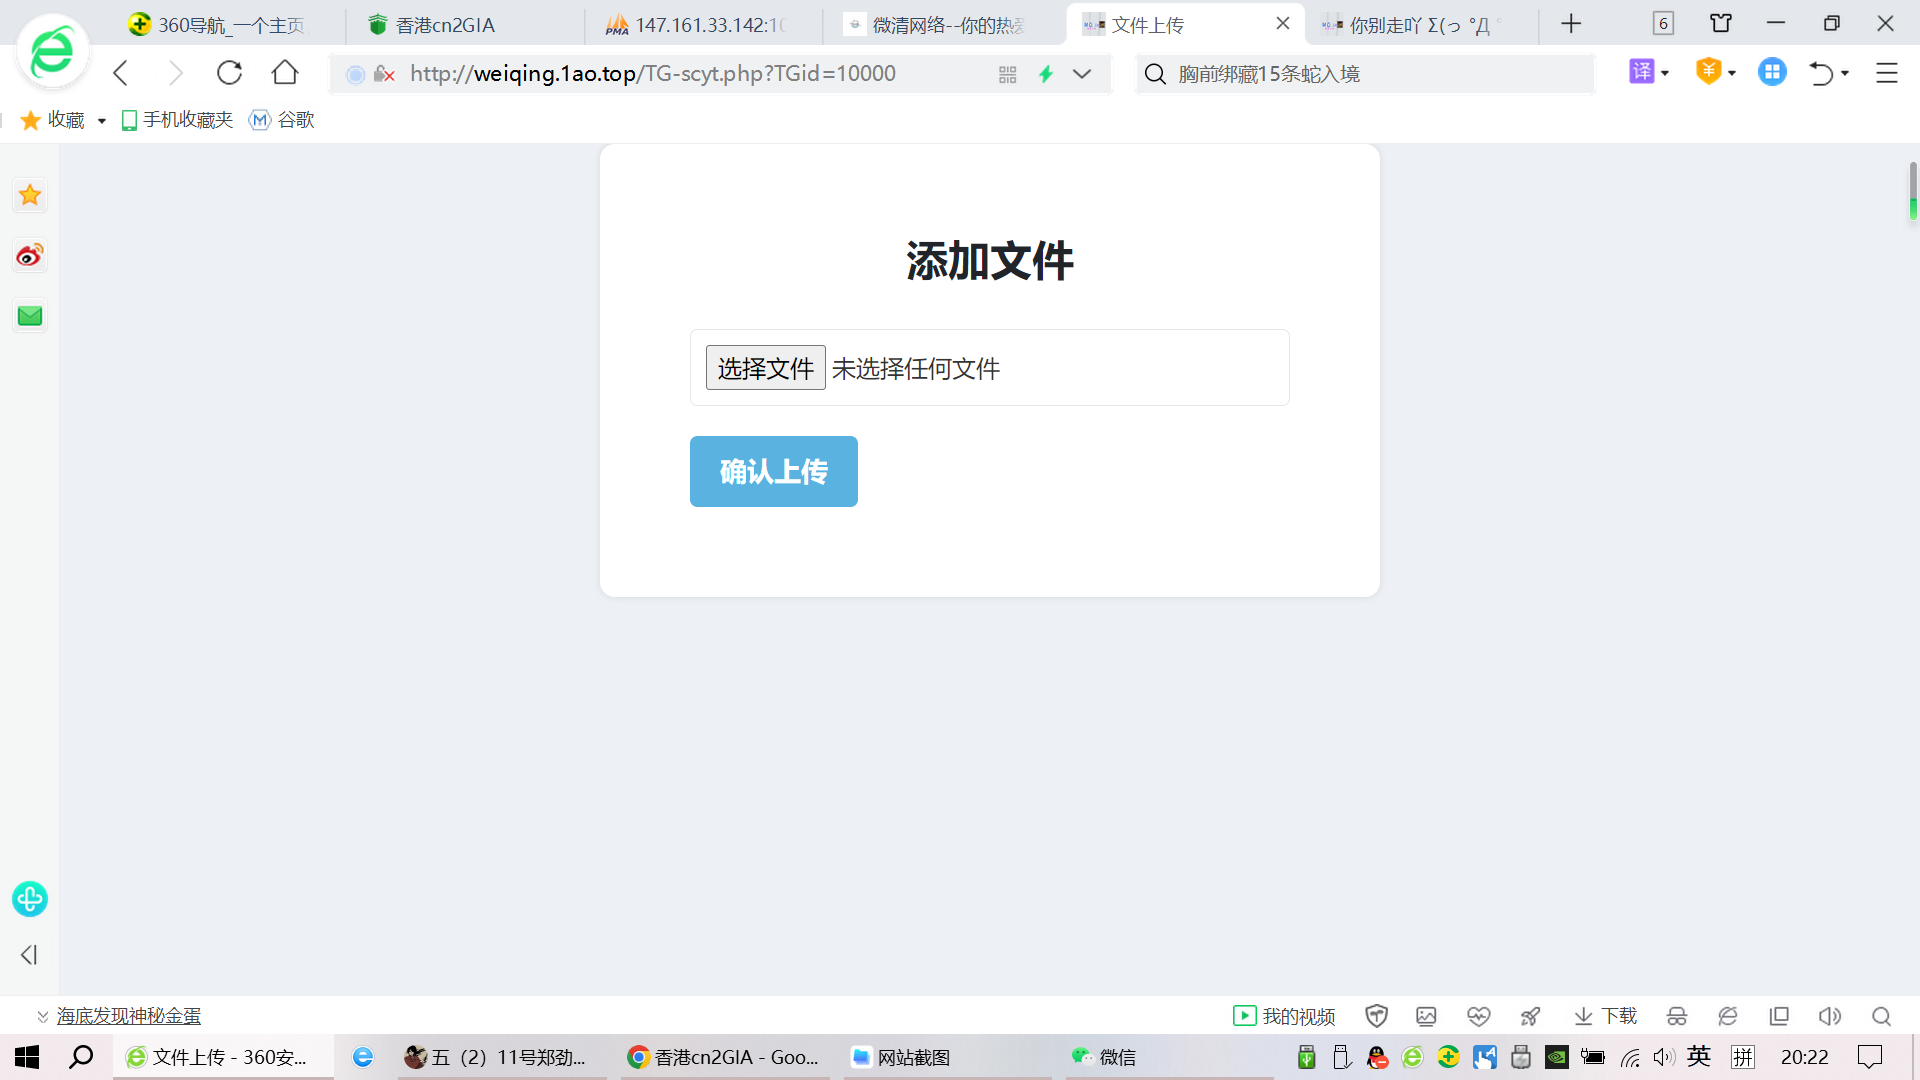 360导航_一个主页
香港cn2GIA
147.161.33.142:10
微清网络--你的热爱
文件上传
你别走吖 Σ(っ °Д °
6
http://weiqing.1ao.top/TG-scyt.php?TGid=10000
胸前绑藏15条蛇入境
译
收藏
手机收藏夹
谷歌
添加文件
选择文件 未选择任何文件
确认上传
海底发现神秘金蛋
我的视频
下载
文件上传 - 360安...
五（2）11号郑劲...
香港cn2GIA - Goo...
网站截图
微信
英
拼
20:22